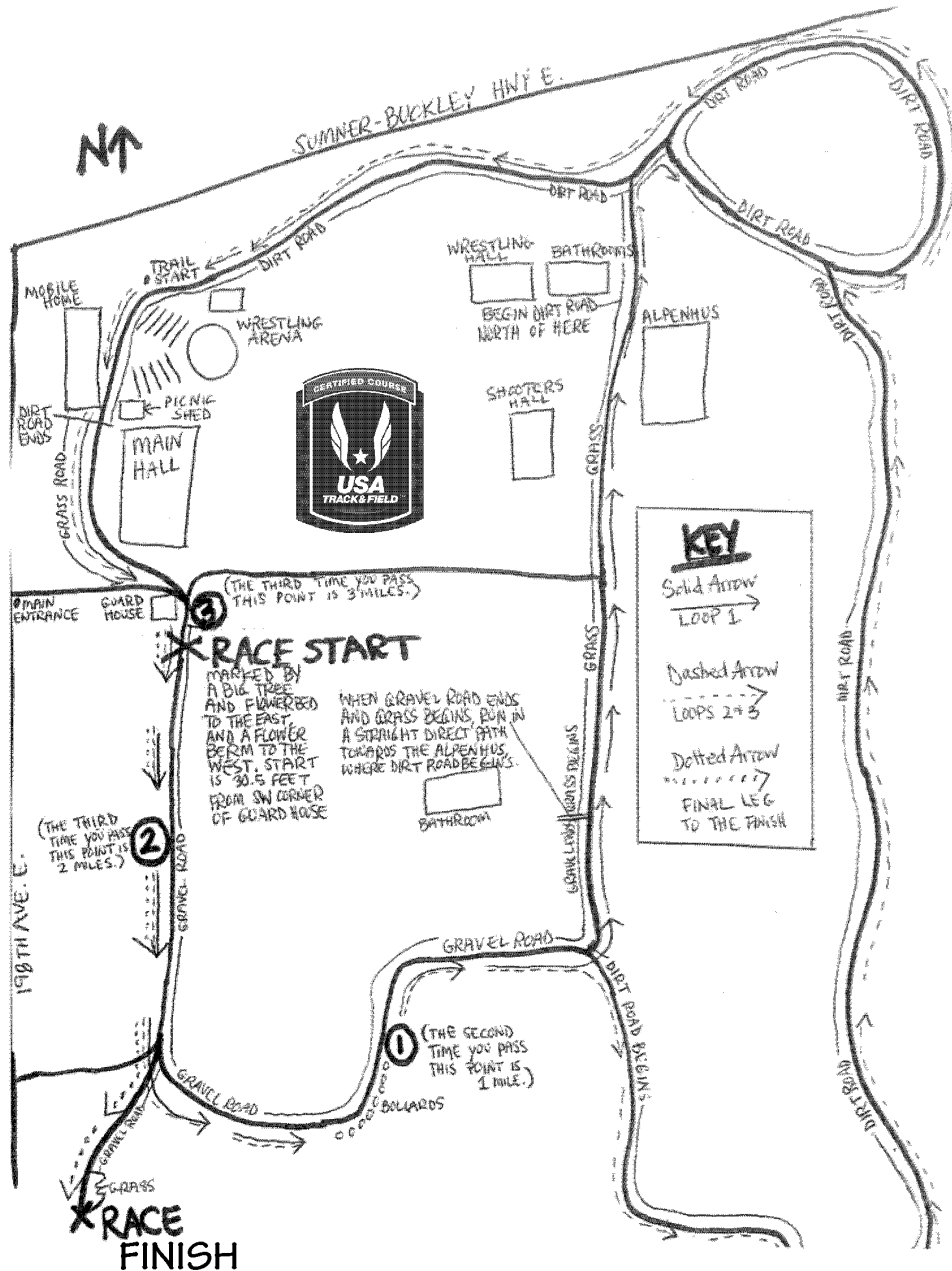 SUMNER-BUCKLEY HWY E.
N↑
DIRT ROAD
DIRT ROAD
DIRT ROAD
DIRT ROAD
DIRT ROAD
DIRT ROAD
TRAIL
START
MOBILE
HOME
WRESTLING
ARENA
WRESTLING
HALL
BATHROOMS
BEGIN DIRT ROAD
NORTH OF HERE
ALPENHUS
PICNIC
SHED
DIRT
ROAD
ENDS
MAIN
HALL
GRASS ROAD
SHOOTERS
HALL
CERTIFIED COURSE
USA
TRACK & FIELD
GRASS
KEY
Solid Arrow
LOOP 1
Dashed Arrow
LOOPS 2+3
Dotted Arrow
FINAL LEG
TO THE FINISH
MAIN
ENTRANCE
GUARD
HOUSE
3
(THE THIRD TIME YOU PASS
THIS POINT IS 3 MILES.)
RACE START
MARKED BY
A BIG TREE
AND FLOWERBED
TO THE EAST,
AND A FLOWER
BERM TO THE
WEST. START
IS 30.5 FEET
FROM SW CORNER
OF GUARD HOUSE
WHEN GRAVEL ROAD ENDS
AND GRASS BEGINS, RUN IN
A STRAIGHT DIRECT PATH
TOWARDS THE ALPENHUS,
WHERE DIRT ROAD BEGINS.
BATHROOM
GRASS
GRAVEL ENDS
GRASS BEGINS
DIRT ROAD
(THE THIRD
TIME YOU PASS
THIS POINT IS
2 MILES.)
2
GRAVEL ROAD
198TH AVE. E.
GRAVEL ROAD
DIRT ROAD BEGINS
1
(THE SECOND
TIME YOU PASS
THIS POINT IS
1 MILE.)
BOLLARDS
GRAVEL ROAD
GRAVEL ROAD
DIRT ROAD
GRASS
RACE
FINISH